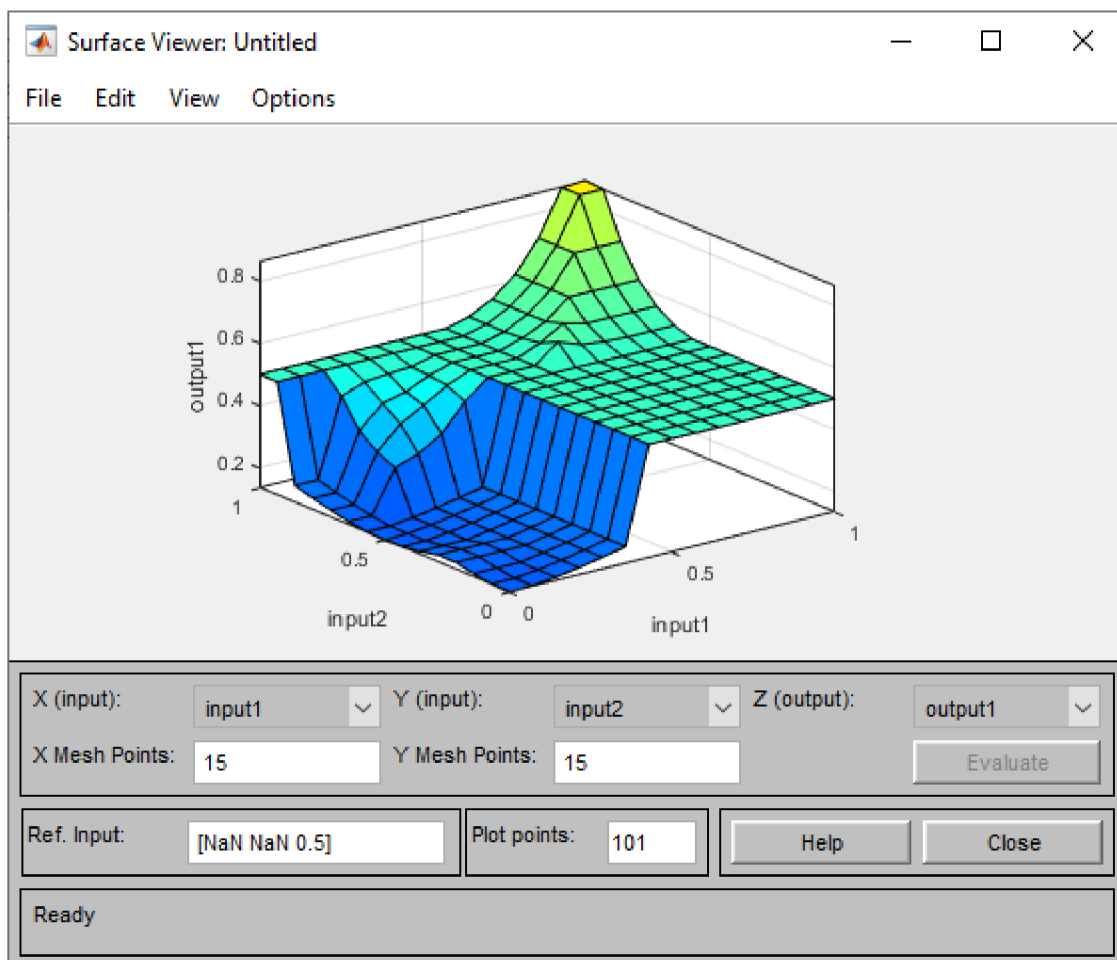 Surface Viewer: Untitled
File Edit View Options
0.8
0.6
0.4
0.2
output1
1
0.5
0
input2
0
0.5
1
input1
X (input): input1 Y (input): input2 Z (output): output1
X Mesh Points: 15 Y Mesh Points: 15 Evaluate
Ref. Input: [NaN NaN 0.5] Plot points: 101 Help Close
Ready